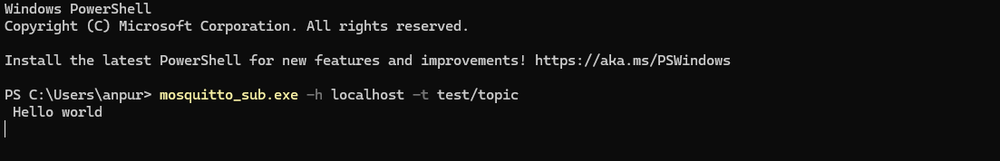 Windows PowerShell
Copyright (C) Microsoft Corporation. All rights reserved.
Install the latest PowerShell for new features and improvements! https://aka.ms/PSWindows
PS C:\Users\anpur> mosquitto_sub.exe -h localhost -t test/topic
 Hello world